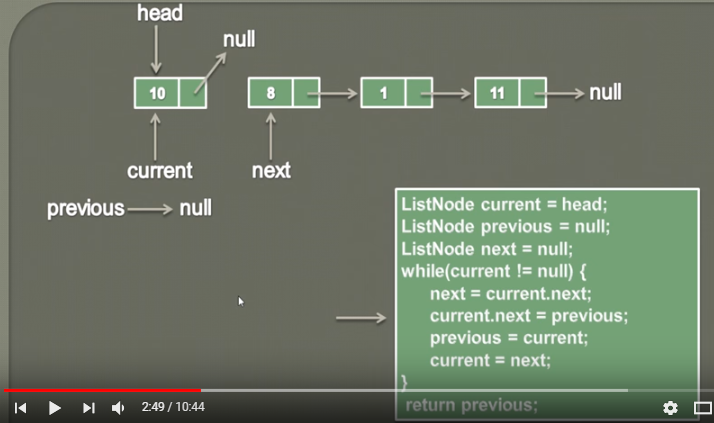 head
null
10
8
1
11
null
current
next
previous
null
ListNode current = head;
ListNode previous = null;
ListNode next = null;
while(current != null) {
next = current.next;
current.next = previous;
previous = current;
current = next;
}
return previous;
2:49 / 10:44